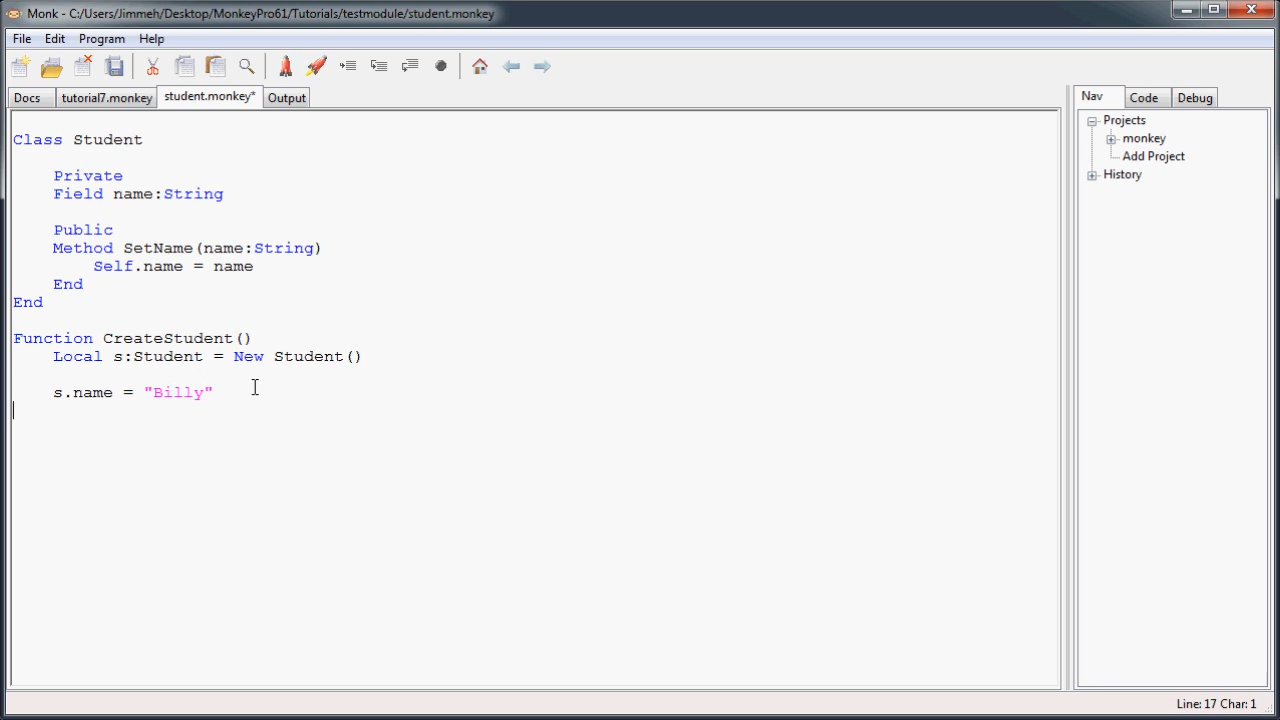 Monk - C:/Users/Jimmeh/Desktop/MonkeyPro61/Tutorials/testmodule/student.monkey
File Edit Program Help
Docs tutorial7.monkey student.monkey* Output
Nav Code Debug
Class Student
Private
Field name:String
Public
Method SetName(name:String)
Self.name = name
End
End
Function CreateStudent()
Local s:Student = New Student()
s.name = "Billy"
Projects
monkey
Add Project
History
Line: 17 Char: 1